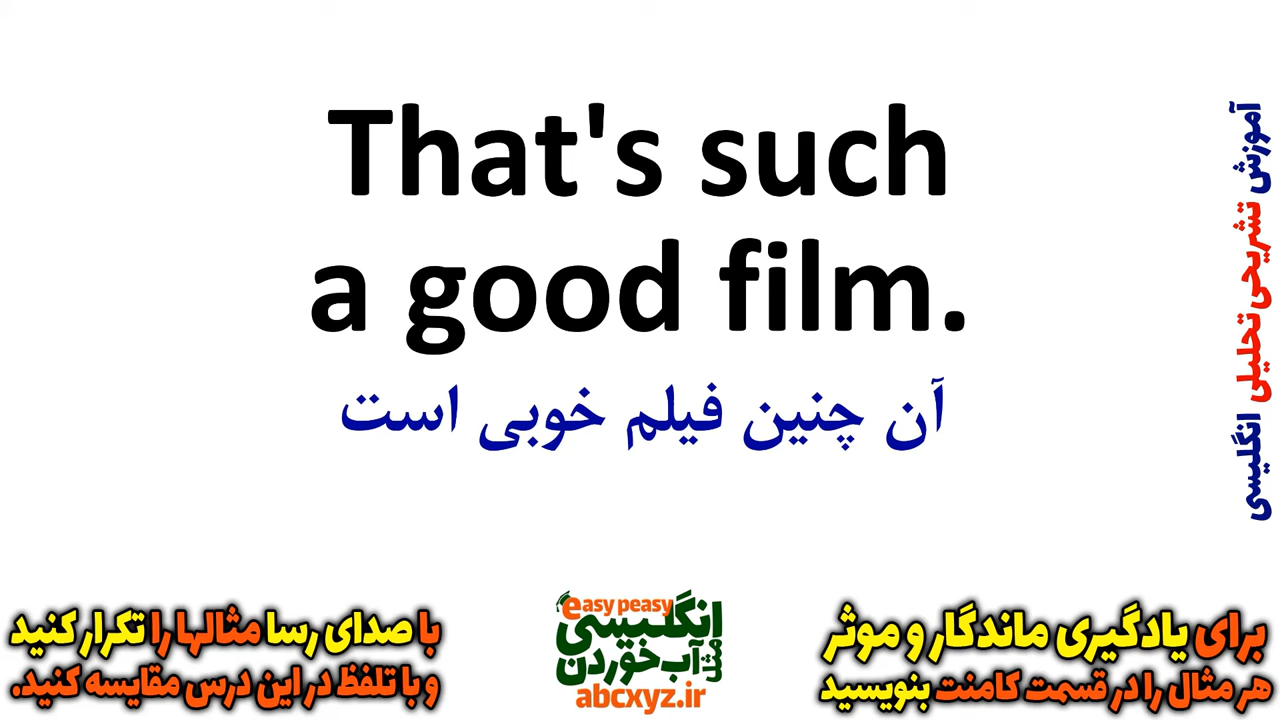 That's such
a good film.
آن چنین فیلم خوبی است
آموزش تشریحی تحلیلی انگلیسی
با صدای رسا مثالها را تکرار کنید
و با تلفظ در این درس مقایسه کنید.
easy peasy
انگلیسی
مثل آب خوردن
abcxyz.ir
برای یادگیری ماندگار و موثر
هر مثال را در قسمت کامنت بنویسید